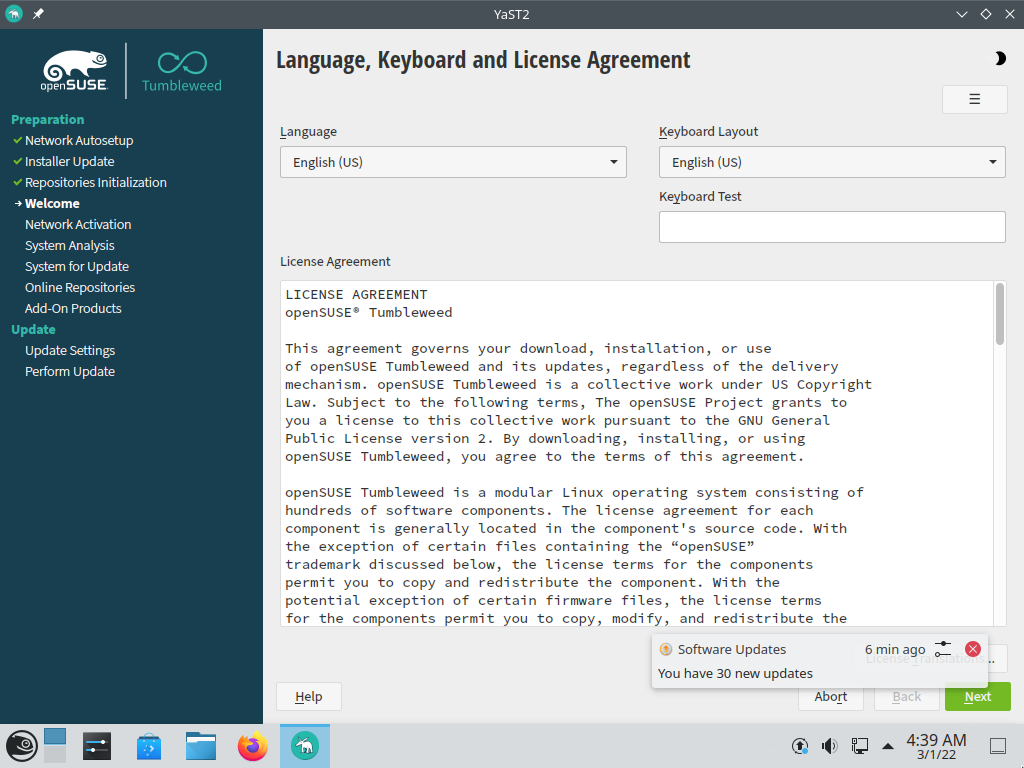 YaST2
openSUSE
Tumbleweed
Preparation
Network Autosetup
Installer Update
Repositories Initialization
Welcome
Network Activation
System Analysis
System for Update
Online Repositories
Add-On Products
Update
Update Settings
Perform Update
Language, Keyboard and License Agreement
Language
English (US)
Keyboard Layout
English (US)
Keyboard Test
License Agreement
LICENSE AGREEMENT
openSUSE® Tumbleweed
This agreement governs your download, installation, or use
of openSUSE Tumbleweed and its updates, regardless of the delivery
mechanism. openSUSE Tumbleweed is a collective work under US Copyright
Law. Subject to the following terms, The openSUSE Project grants to
you a license to this collective work pursuant to the GNU General
Public License version 2. By downloading, installing, or using
openSUSE Tumbleweed, you agree to the terms of this agreement.
openSUSE Tumbleweed is a modular Linux operating system consisting of
hundreds of software components. The license agreement for each
component is generally located in the component's source code. With
the exception of certain files containing the “openSUSE”
trademark discussed below, the license terms for the components
permit you to copy and redistribute the component. With the
potential exception of certain firmware files, the license terms
for the components permit you to copy, modify, and redistribute the
License Translations...
Software Updates 6 min ago
You have 30 new updates
Help Abort Back Next
4:39 AM
3/1/22